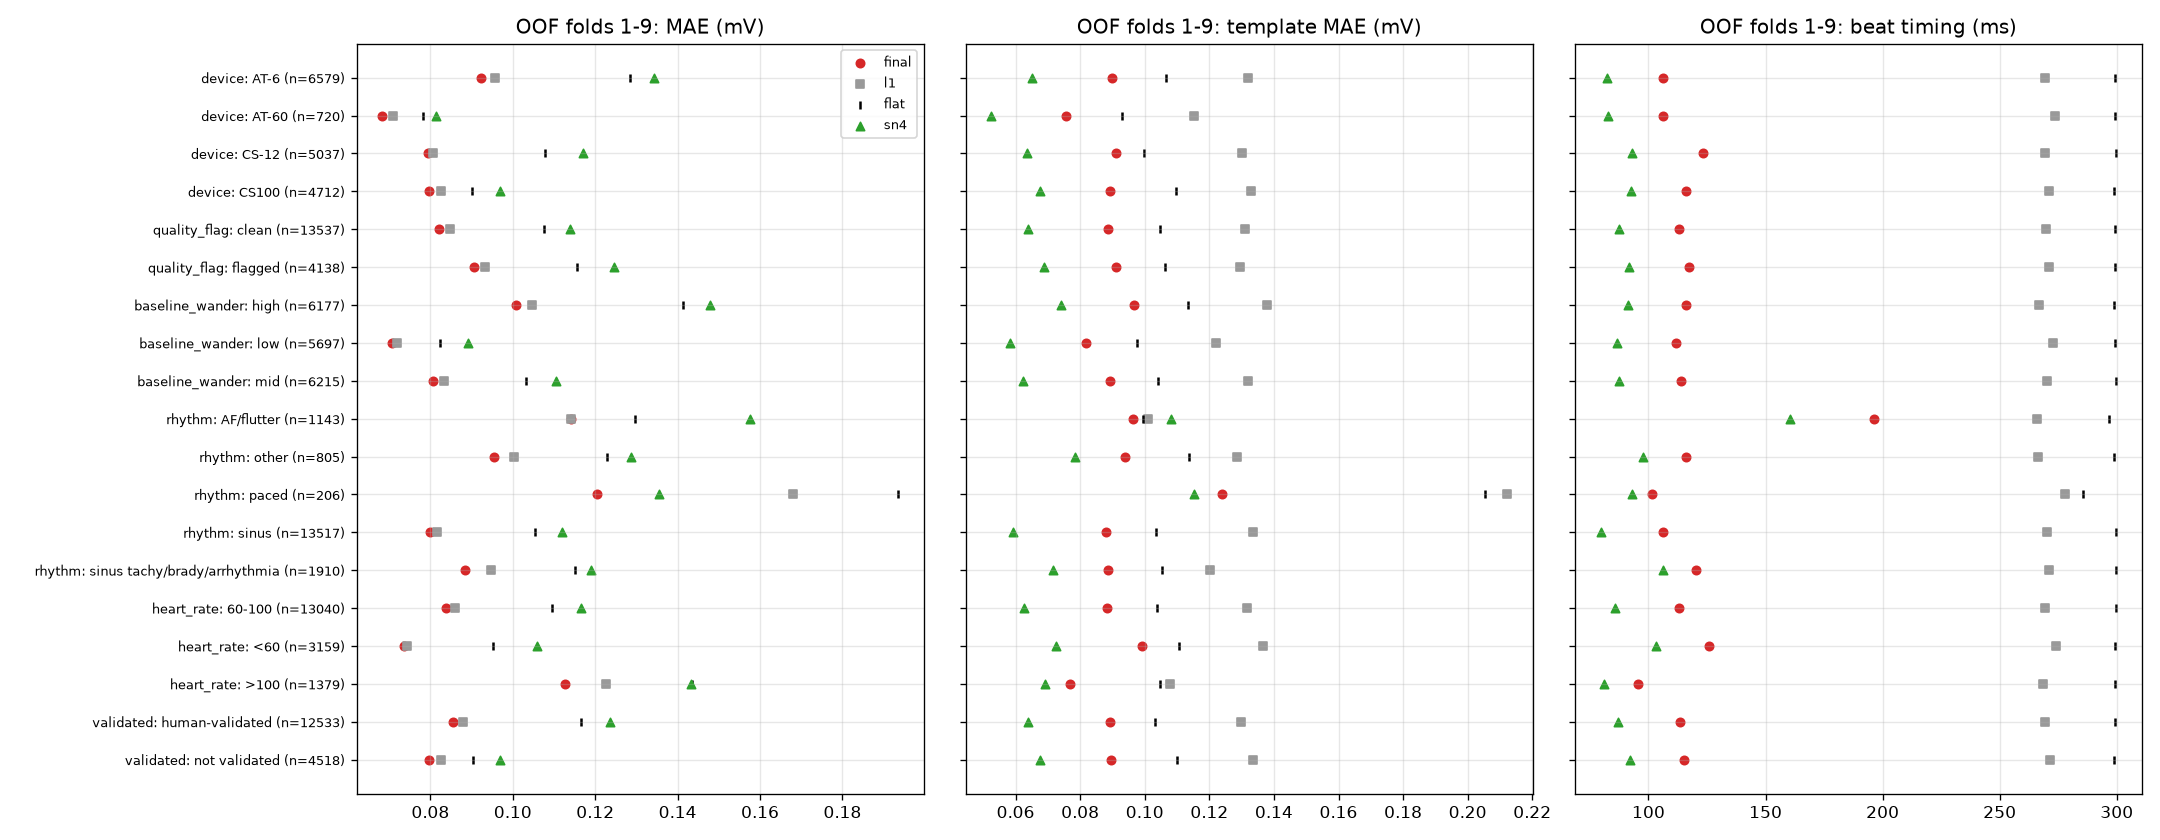 OOF folds 1-9: MAE (mV)
OOF folds 1-9: template MAE (mV)
OOF folds 1-9: beat timing (ms)
final
l1
flat
sn4
device: AT-6 (n=6579)
device: AT-60 (n=720)
device: CS-12 (n=5037)
device: CS100 (n=4712)
quality_flag: clean (n=13537)
quality_flag: flagged (n=4138)
baseline_wander: high (n=6177)
baseline_wander: low (n=5697)
baseline_wander: mid (n=6215)
rhythm: AF/flutter (n=1143)
rhythm: other (n=805)
rhythm: paced (n=206)
rhythm: sinus (n=13517)
rhythm: sinus tachy/brady/arrhythmia (n=1910)
heart_rate: 60-100 (n=13040)
heart_rate: <60 (n=3159)
heart_rate: >100 (n=1379)
validated: human-validated (n=12533)
validated: not validated (n=4518)
0.08 0.10 0.12 0.14 0.16 0.18
0.06 0.08 0.10 0.12 0.14 0.16 0.18 0.20 0.22
100 150 200 250 300